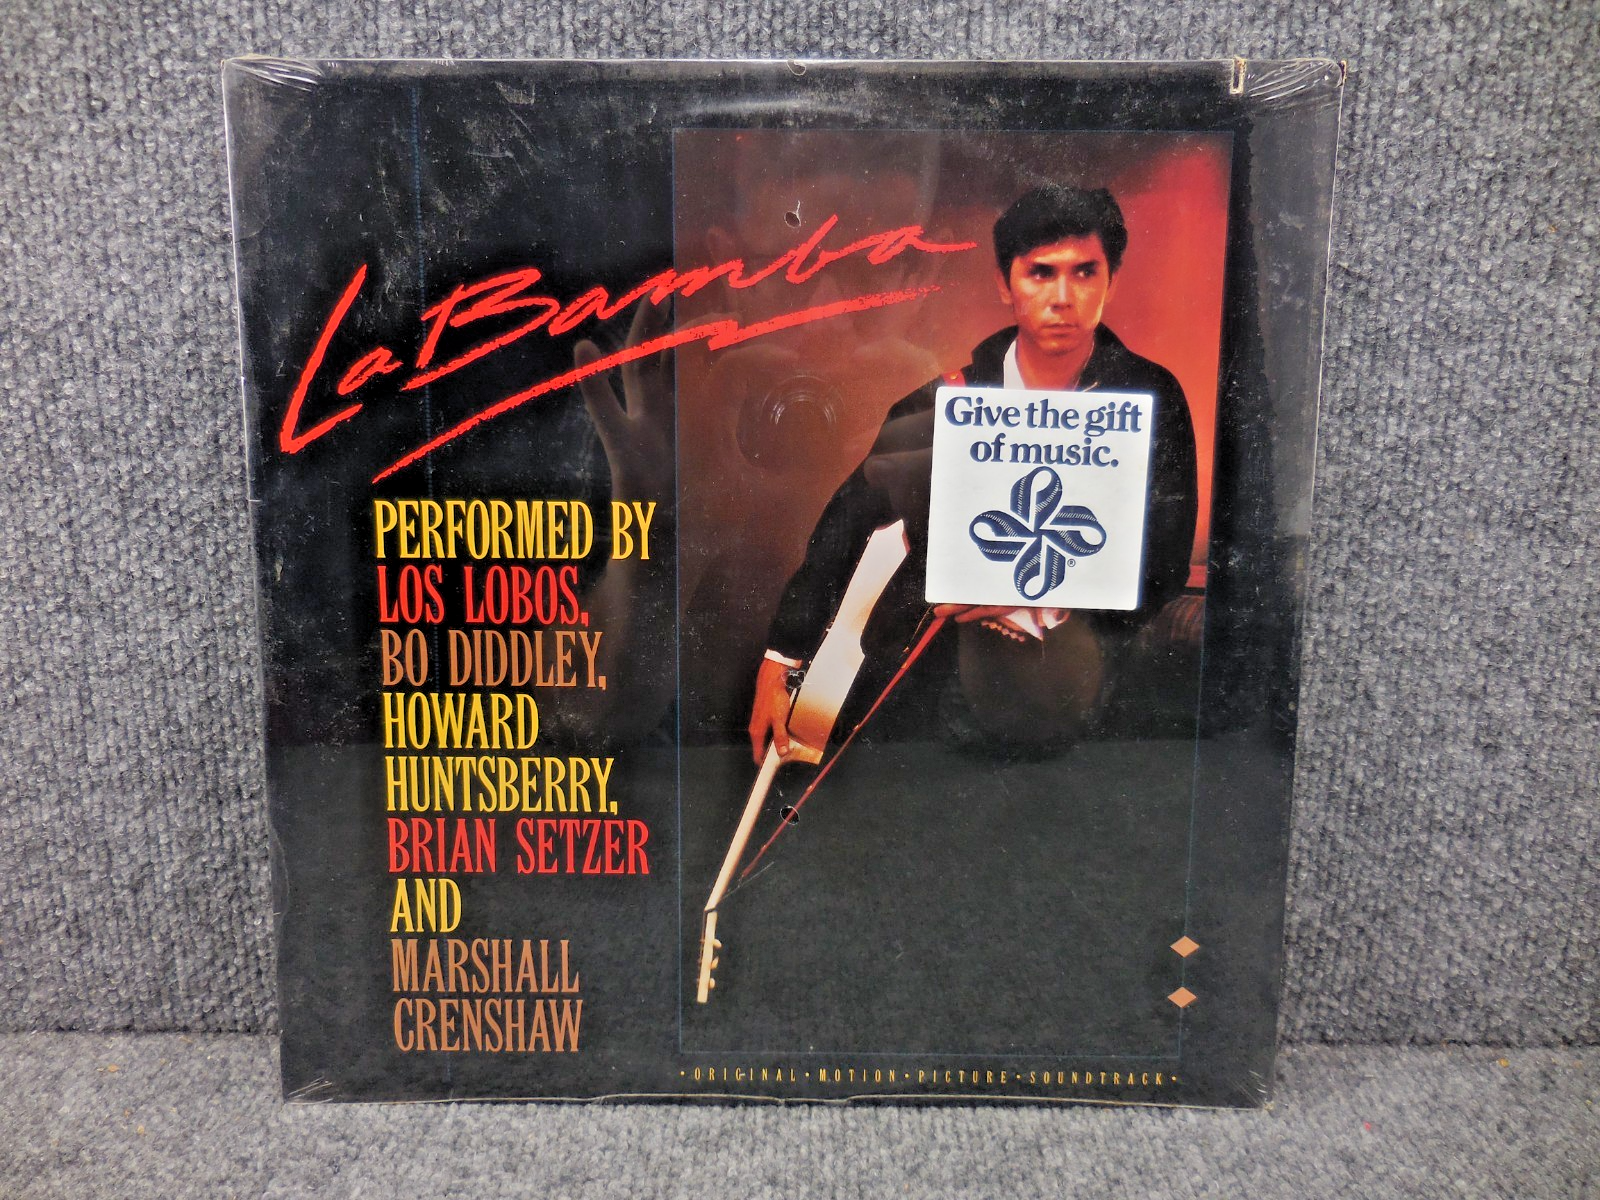 La Bamba
Give the gift
of music.
®
PERFORMED BY
LOS LOBOS,
BO DIDDLEY,
HOWARD
HUNTSBERRY,
BRIAN SETZER
AND
MARSHALL
CRENSHAW
•ORIGINAL•MOTION•PICTURE•SOUNDTRACK•